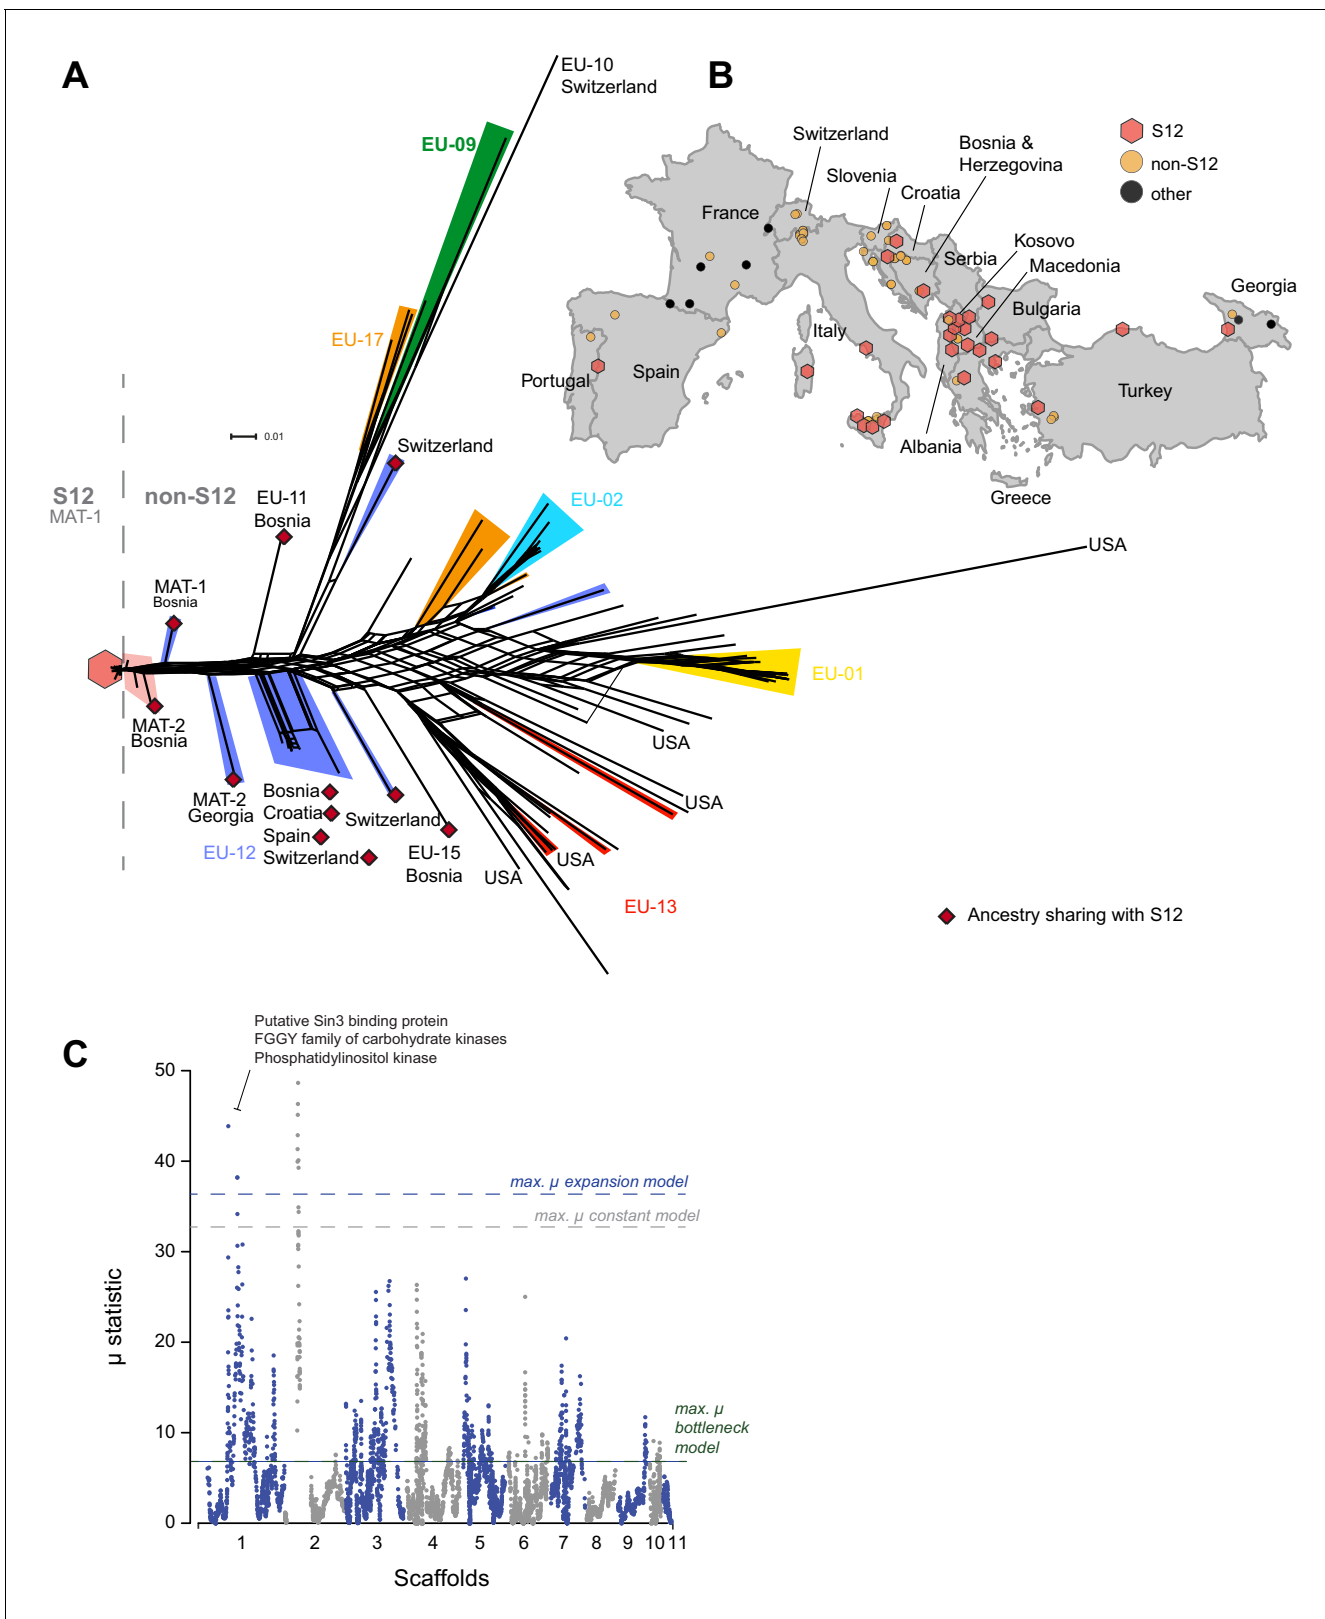 A
EU-10
Switzerland
EU-09
EU-17
0.01
S12
MAT-1
non-S12
EU-11
Bosnia
Switzerland
EU-02
USA
MAT-1
Bosnia
EU-01
MAT-2
Bosnia
USA
MAT-2
Georgia
EU-12
Bosnia
Croatia
Spain
Switzerland
Switzerland
EU-15
Bosnia
USA
USA
USA
EU-13
Ancestry sharing with S12
B
S12
non-S12
other
Switzerland
Bosnia &
Herzegovina
Slovenia
Croatia
France
Kosovo
Serbia
Macedonia
Georgia
Bulgaria
Italy
Portugal
Spain
Turkey
Albania
Greece
C
Putative Sin3 binding protein
FGGY family of carbohydrate kinases
Phosphatidylinositol kinase
50
40
30
20
10
0
µ statistic
max. µ expansion model
max. µ constant model
max. µ
bottleneck
model
1 2 3 4 5 6 7 8 9 10 11
Scaffolds